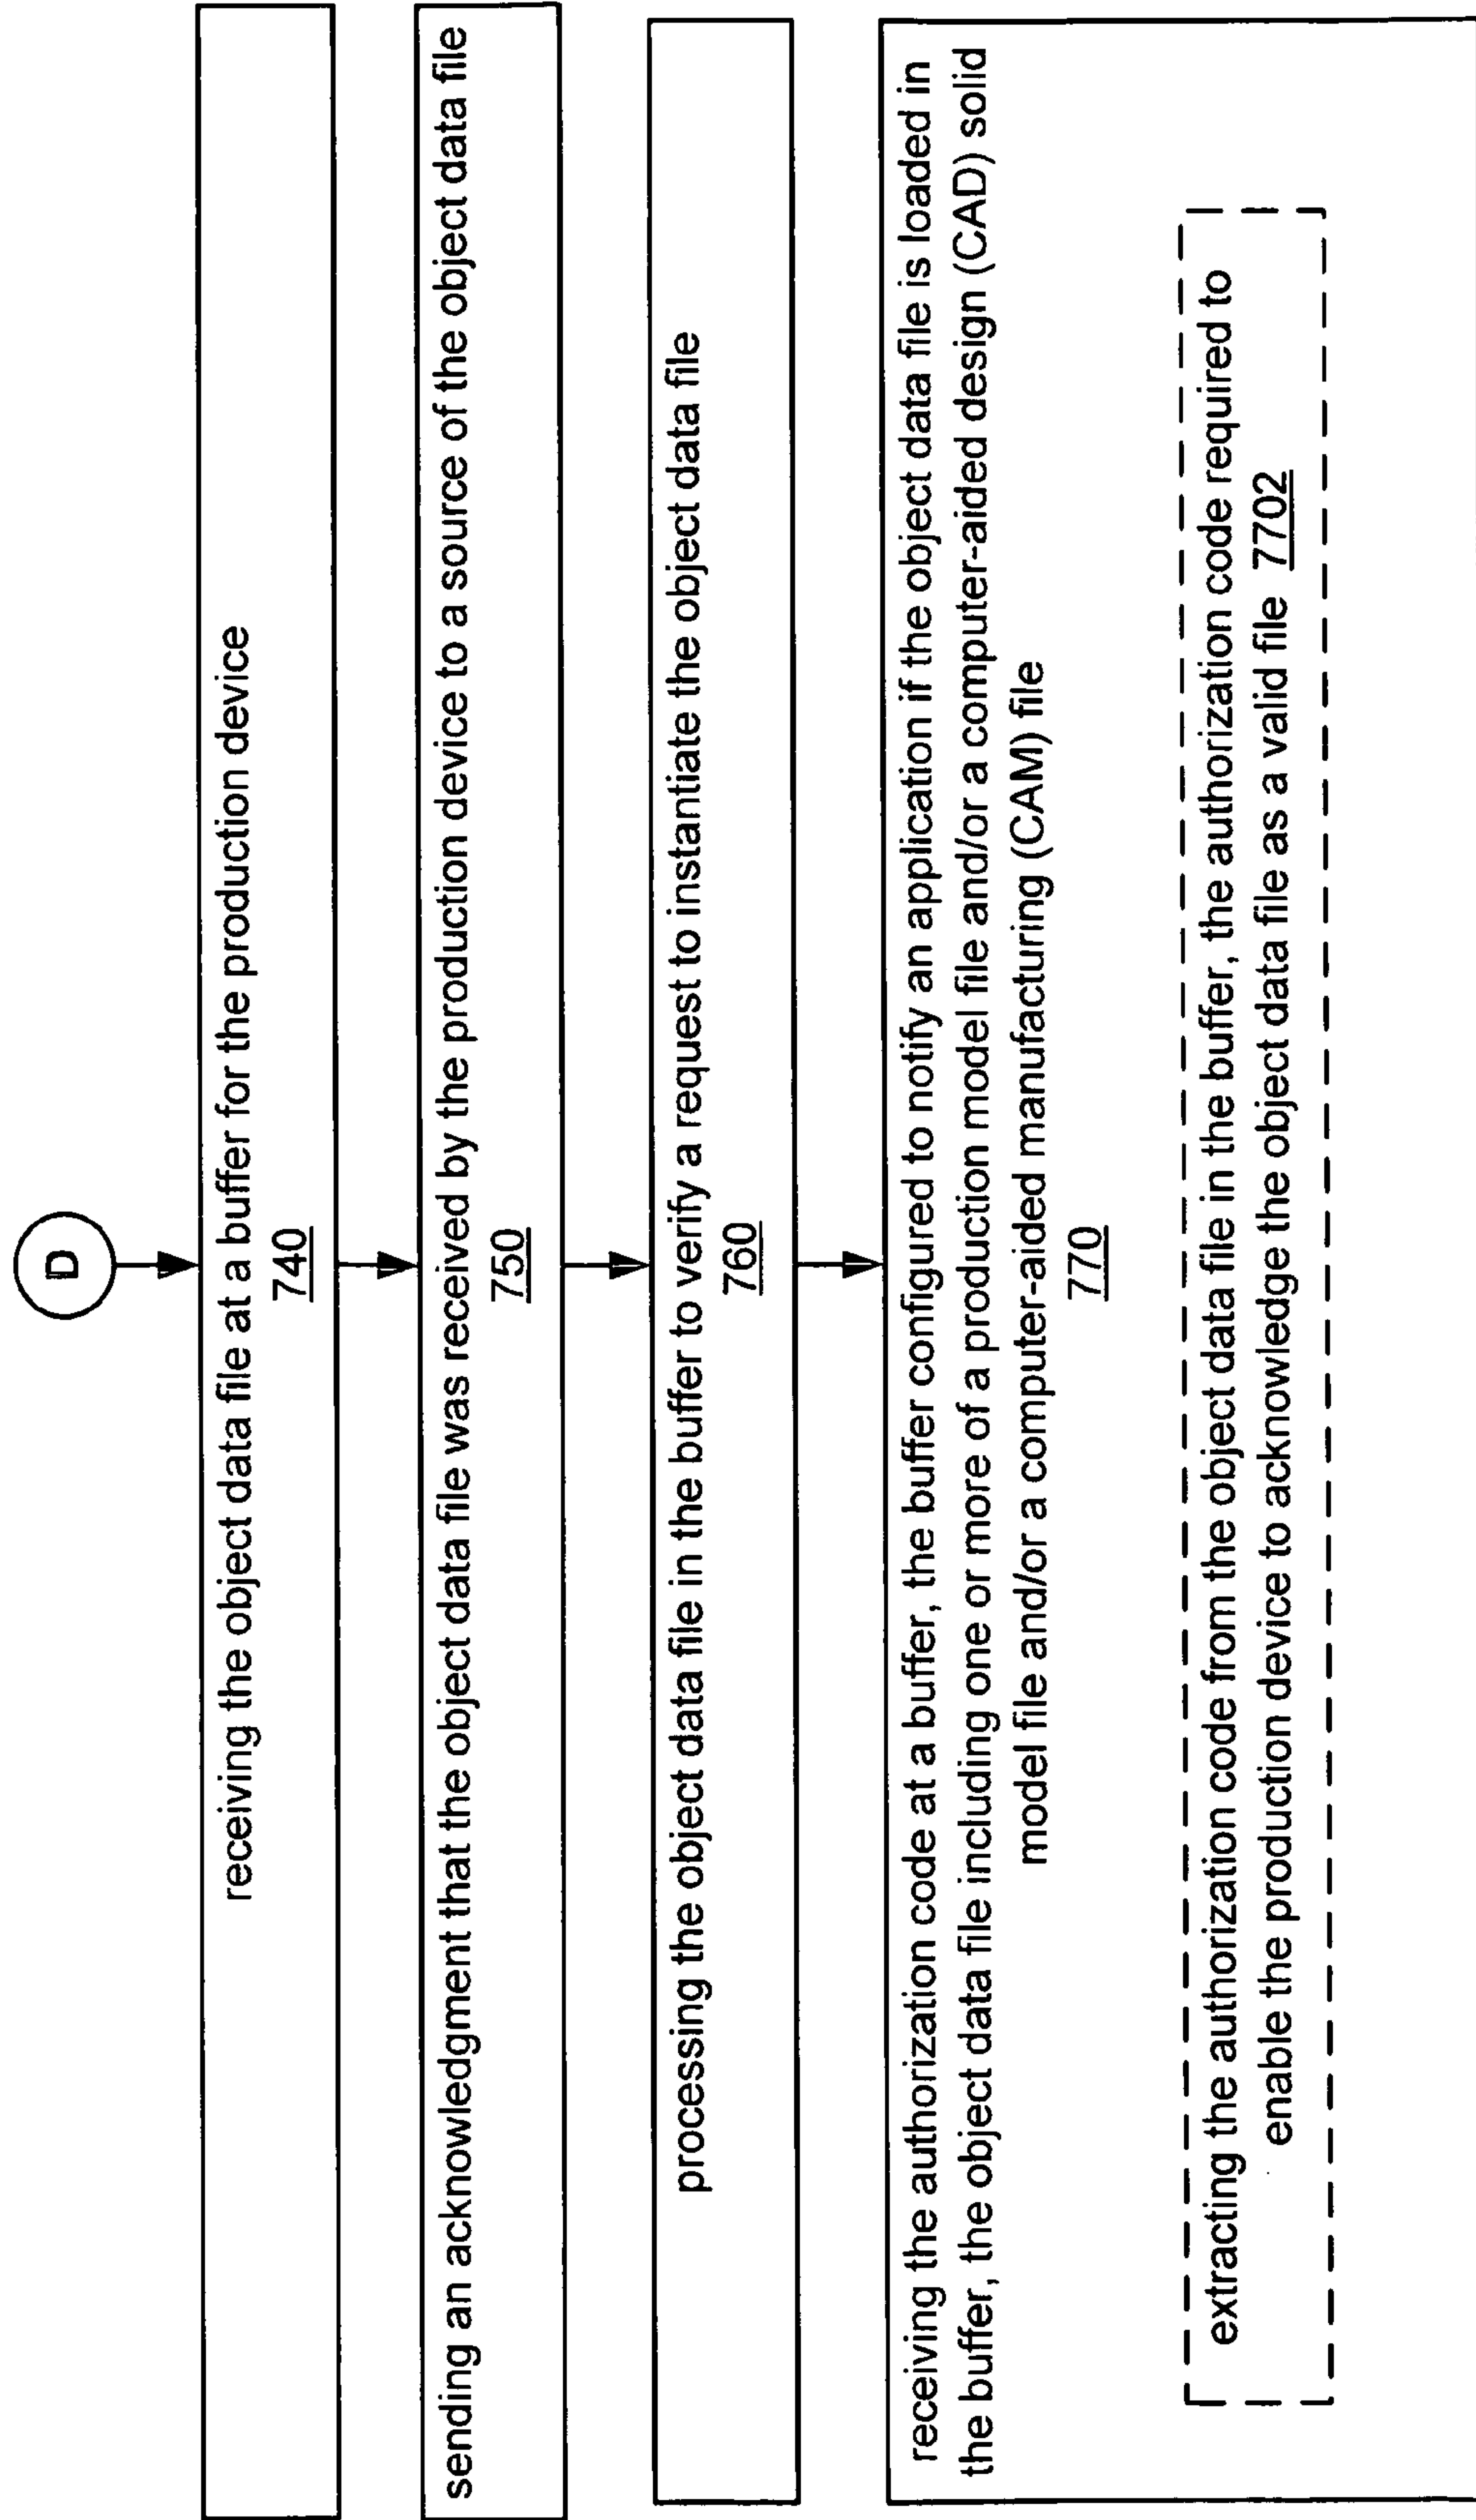 D
receiving the object data file at a buffer for the production device
740
sending an acknowledgment that the object data file was received by the production device to a source of the object data file
750
processing the object data file in the buffer to verify a request to instantiate the object data file
760
receiving the authorization code at a buffer, the buffer configured to notify an application if the object data file is loaded in
the buffer, the object data file including one or more of a production model file and/or a computer-aided design (CAD) solid
model file and/or a computer-aided manufacturing (CAM) file
770
extracting the authorization code from the object data file in the buffer, the authorization code required to
enable the production device to acknowledge the object data file as a valid file 7702